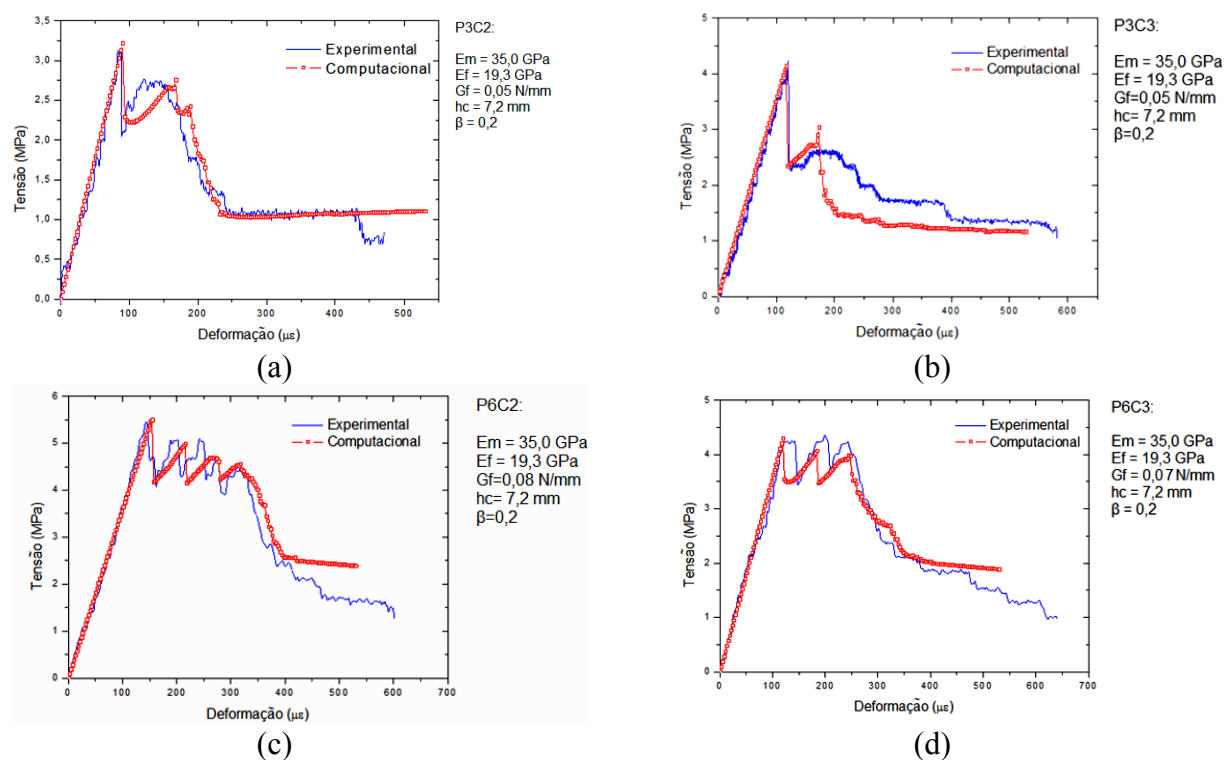 3,5
3,0
2,5
2,0
1,5
1,0
0,5
0,0
Tensão (MPa)
0 100 200 300 400 500
Deformação (με)
Experimental
Computacional
P3C2:
Em = 35,0 GPa
Ef = 19,3 GPa
Gf = 0,05 N/mm
hc= 7,2 mm
β = 0,2
(a)
5
4
3
2
1
0
Tensão (MPa)
0 100 200 300 400 500 600
Deformação (με)
Experimental
Computacional
P3C3:
Em = 35,0 GPa
Ef = 19,3 GPa
Gf=0,05 N/mm
hc= 7,2 mm
β=0,2
(b)
6
5
4
3
2
1
0
Tensão (MPa)
0 100 200 300 400 500 600 700
Deformação (με)
Experimental
Computacional
P6C2:
Em = 35,0 GPa
Ef = 19,3 GPa
Gf=0,08 N/mm
hc= 7,2 mm
β=0,2
(c)
5
4
3
2
1
0
Tensão (MPa)
0 100 200 300 400 500 600 700
Deformação (με)
Experimental
Computacional
P6C3:
Em = 35,0 GPa
Ef = 19,3 GPa
Gf = 0,07 N/mm
hc = 7,2 mm
β = 0,2
(d)